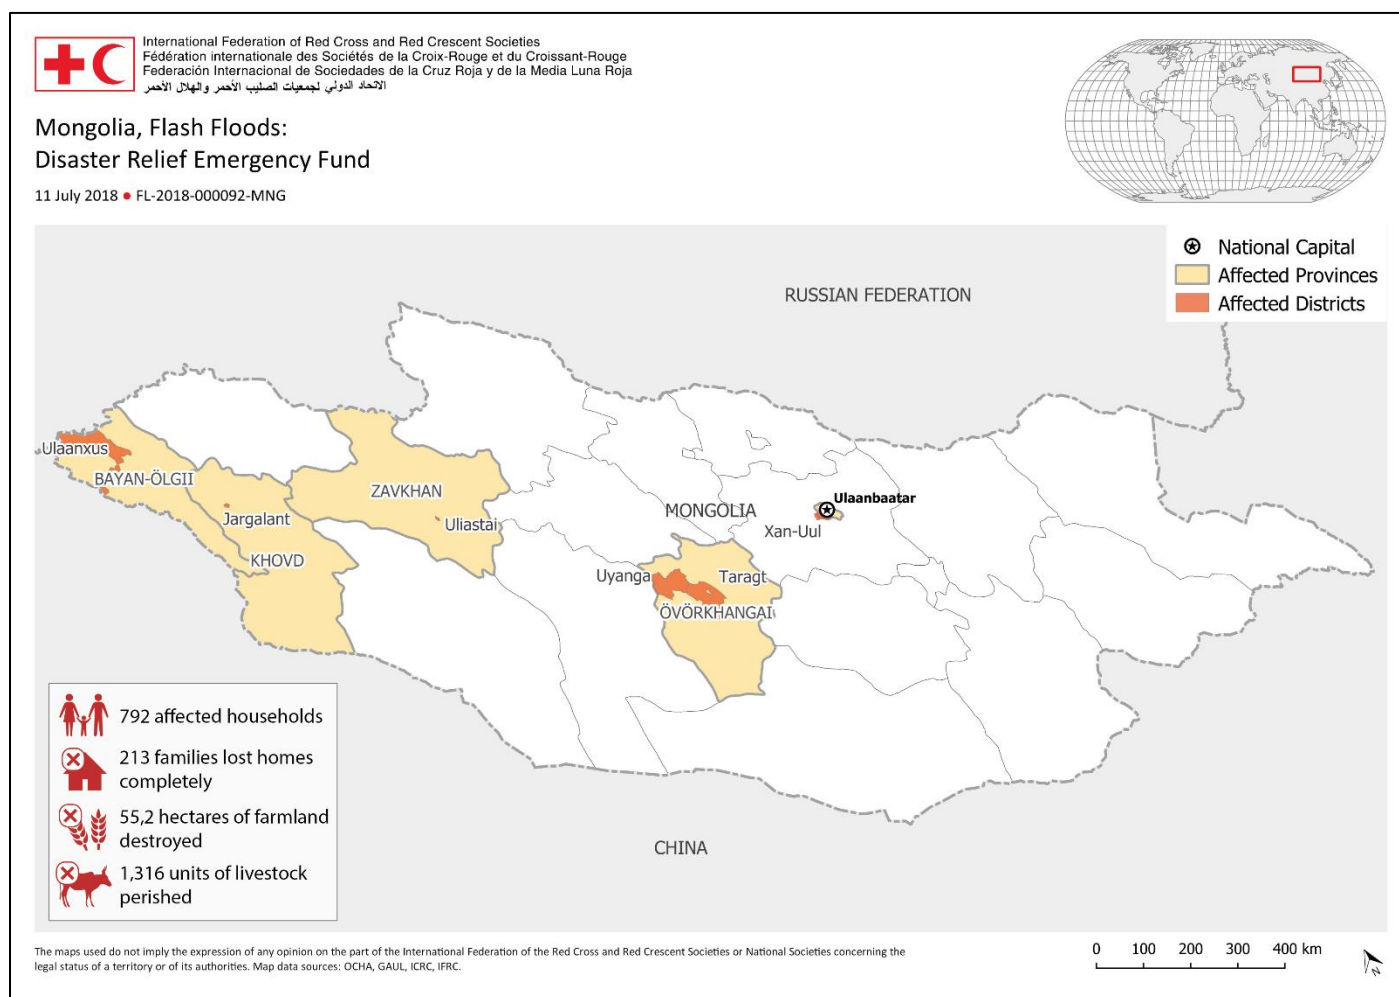 International Federation of Red Cross and Red Crescent Societies
Fédération internationale des Sociétés de la Croix-Rouge et du Croissant-Rouge
Federación Internacional de Sociedades de la Cruz Roja y de la Media Luna Roja
الاتحاد الدولي لجمعيات الصليب الأحمر والهلال الأحمر
Mongolia, Flash Floods:
Disaster Relief Emergency Fund
11 July 2018 • FL-2018-000092-MNG
National Capital
Affected Provinces
Affected Districts
RUSSIAN FEDERATION
Ulaanxus
BAYAN-ÖLGII
ZAVKHAN
Jargalant
Uliastai
KHOVD
MONGOLIA
Ulaanbaatar
Xan-Uul
Uyanga
Taragt
ÖVÖRKHANGAI
CHINA
792 affected households
213 families lost homes
completely
55,2 hectares of farmland
destroyed
1,316 units of livestock
perished
The maps used do not imply the expression of any opinion on the part of the International Federation of the Red Cross and Red Crescent Societies or National Societies concerning the
legal status of a territory or of its authorities. Map data sources: OCHA, GAUL, ICRC, IFRC.
0 100 200 300 400 km
N